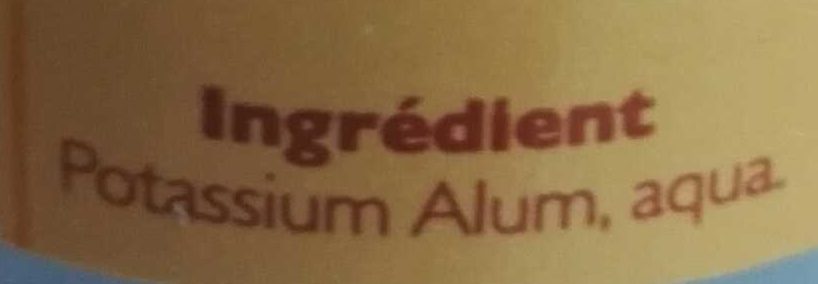 Ingrédient
Potassium Alum, aqua.